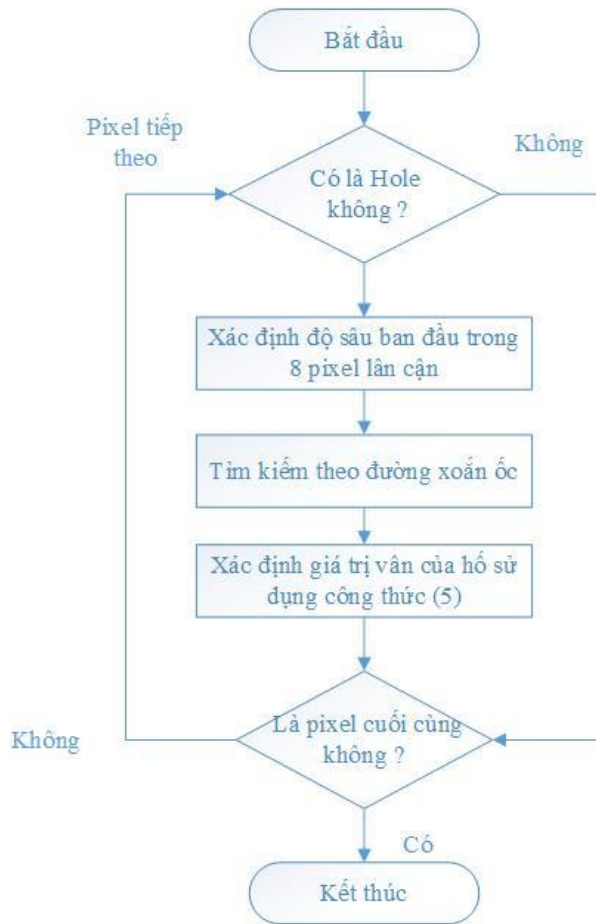 Bắt đầu
Pixel tiếp
theo
Không
Có là Hole
không ?
Xác định độ sâu ban đầu trong
8 pixel lân cận
Tìm kiếm theo đường xoắn ốc
Xác định giá trị vân của hố sử
dụng công thức (5)
Là pixel cuối cùng
không ?
Không
Có
Kết thúc